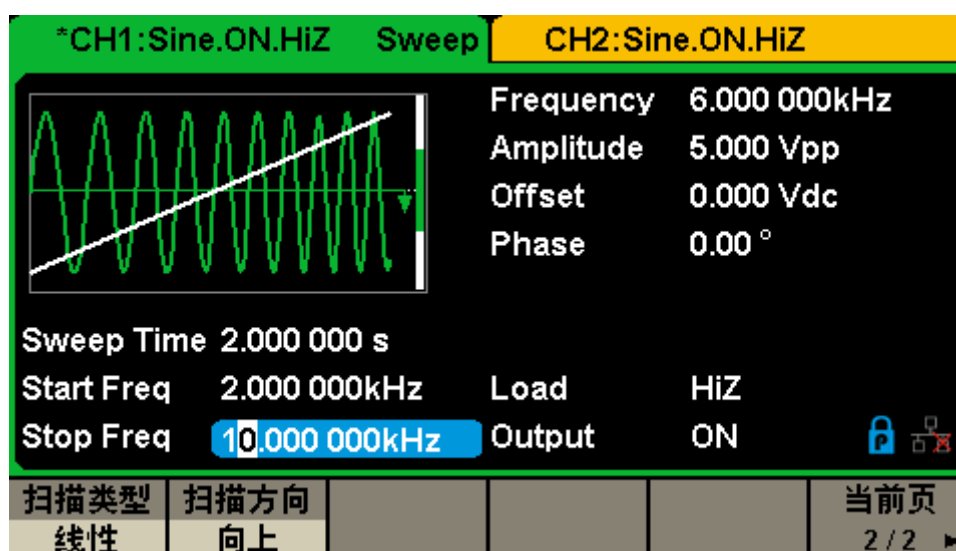 *CH1:Sine.ON.HiZ Sweep CH2:Sine.ON.HiZ
Frequency 6.000 000kHz
Amplitude 5.000 Vpp
Offset 0.000 Vdc
Phase 0.00 °
Sweep Time 2.000 000 s
Start Freq 2.000 000kHz Load HiZ
Stop Freq 10.000 000kHz Output ON
P
扫描类型 扫描方向 当前页
线性 向上 2/2